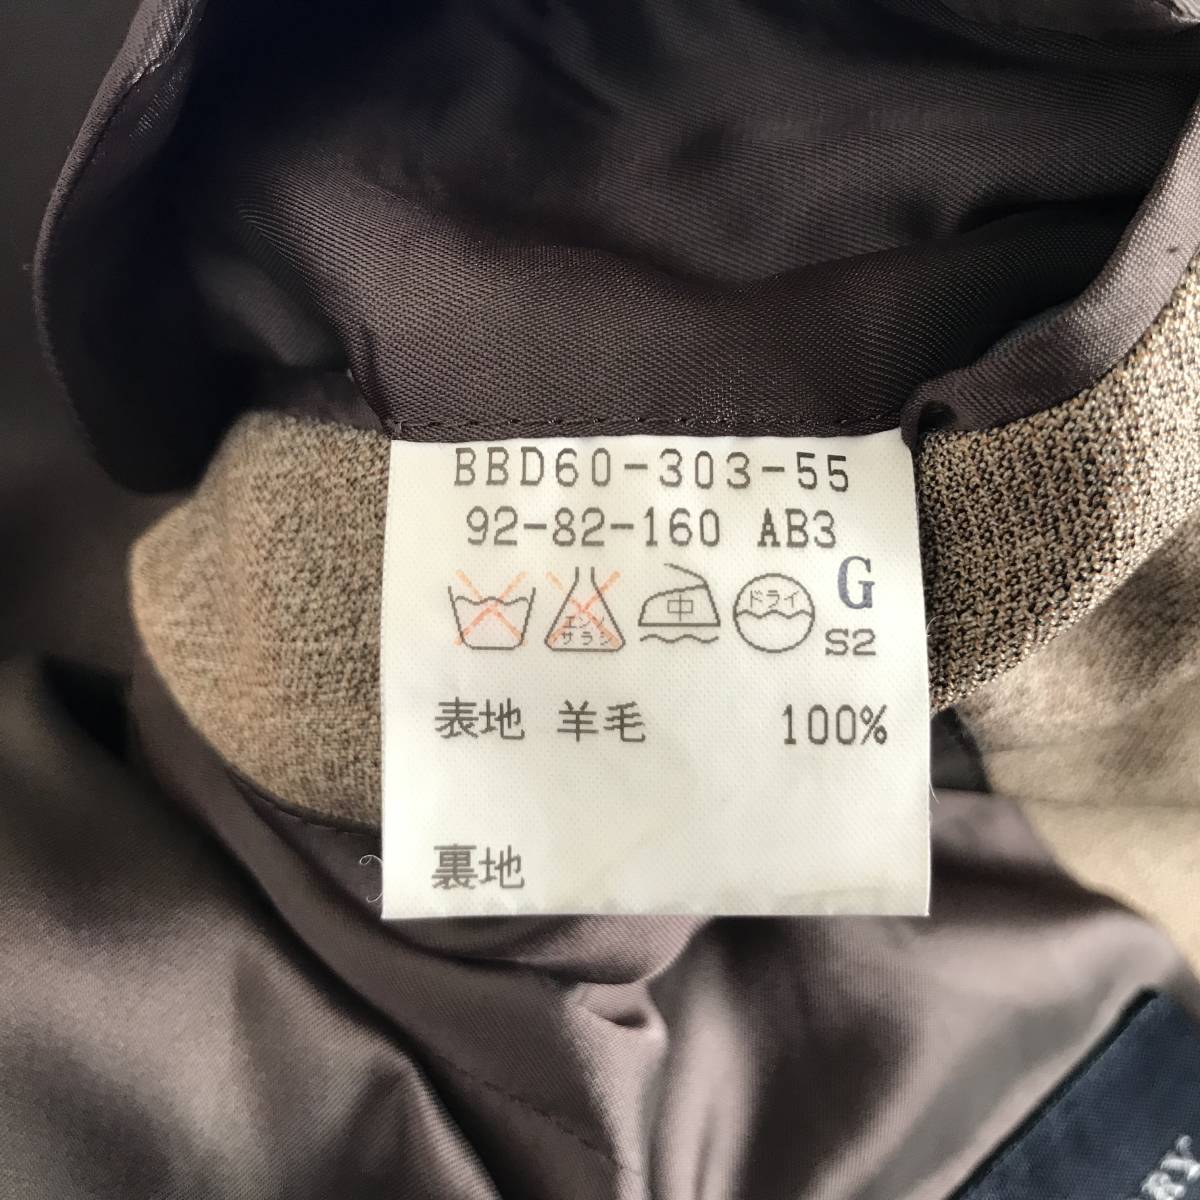 BBD60-303-55
92-82-160 AB3
エンソ
サラシ
中
ドライ
G
S2
表地 羊毛 100%
裏地
RY